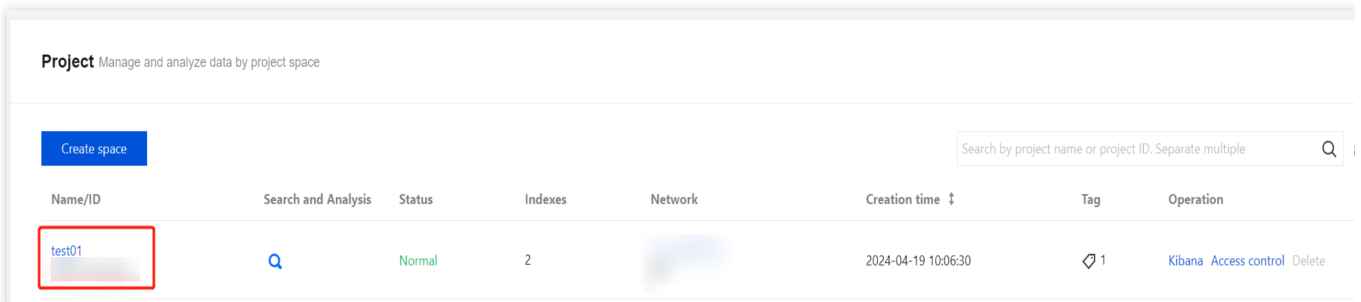 Project Manage and analyze data by project space
Create space
Search by project name or project ID. Separate multiple
Name/ID Search and Analysis Status Indexes Network Creation time Tag Operation
test01 Normal 2 2024-04-19 10:06:30 1 Kibana Access control Delete